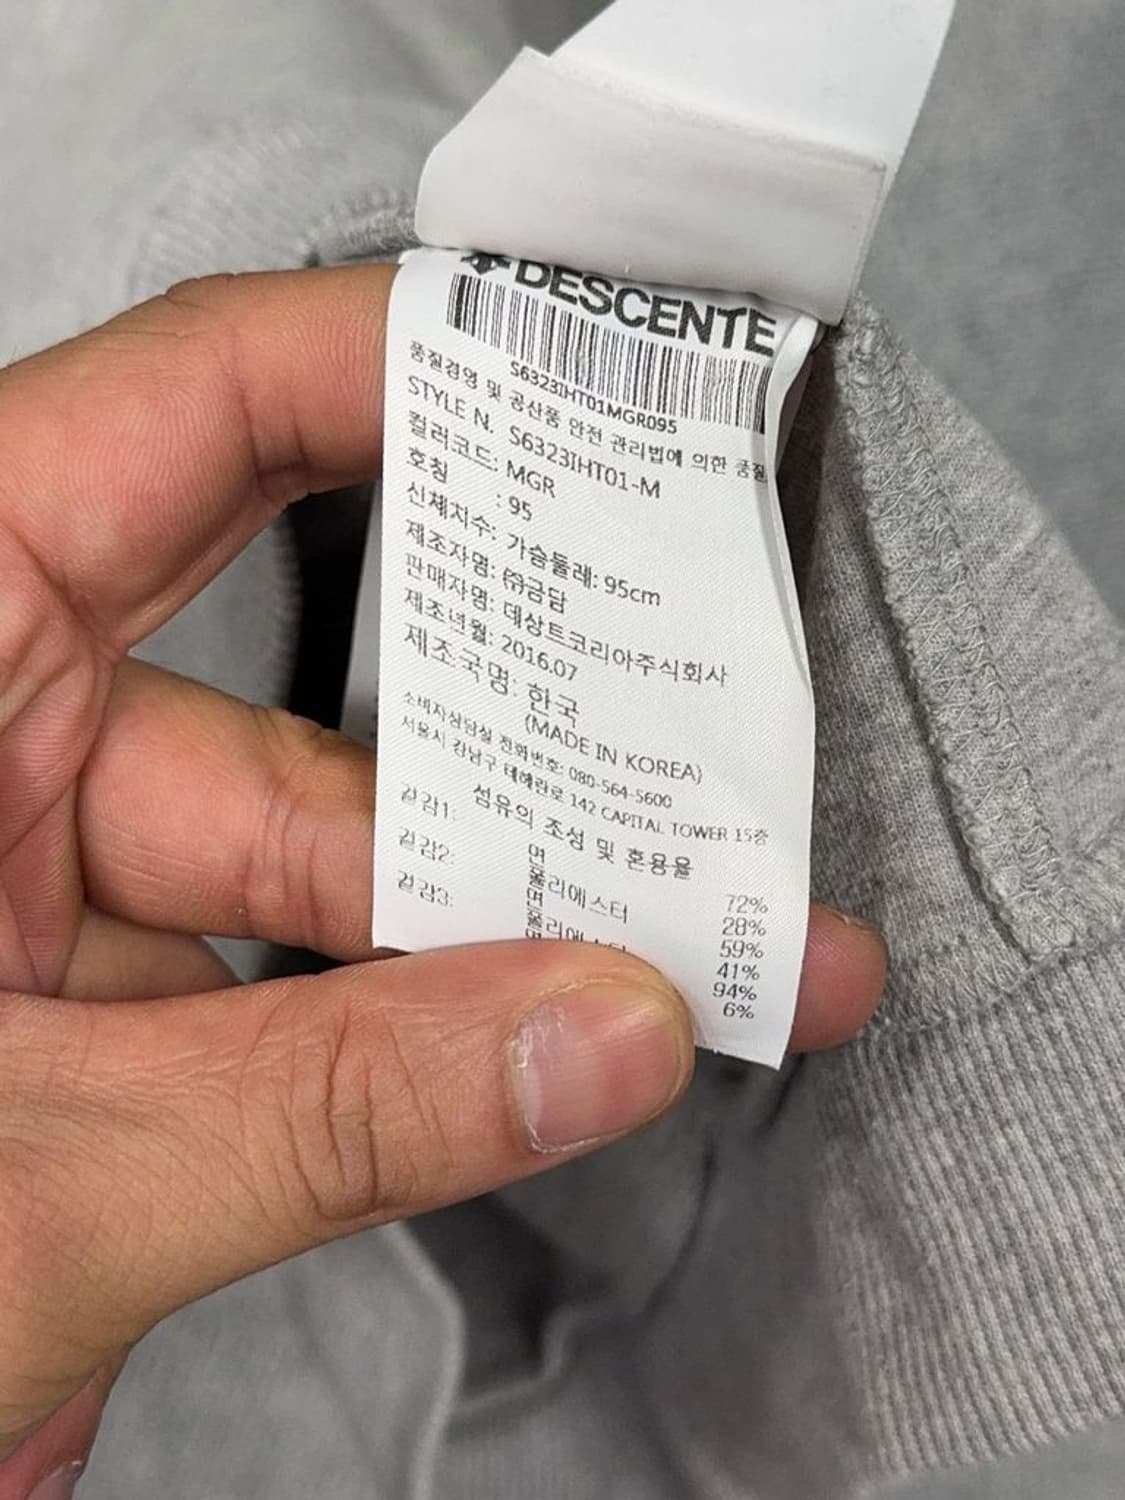 DESCENTE
S6323IHT01MGR095
품질경영 및 공산품 안전 관리법에 의한 품질
STYLE N. S6323IHT01-M
컬러코드: MGR
호칭 : 95
신체치수: 가슴둘레: 95cm
제조자명: ㈜금담
판매자명: 데상트코리아주식회사
제조년월: 2016.07
제조국명: 한국
(MADE IN KOREA)
소비자상담실 전화번호: 080-564-5600
서울시 강남구 테헤란로 142 CAPITAL TOWER 15층
섬유의 조성 및 혼용율
겉감1: 면 72%
폴리에스터 28%
겉감2: 면 59%
폴리에스터 41%
겉감3: 면 94%
6%